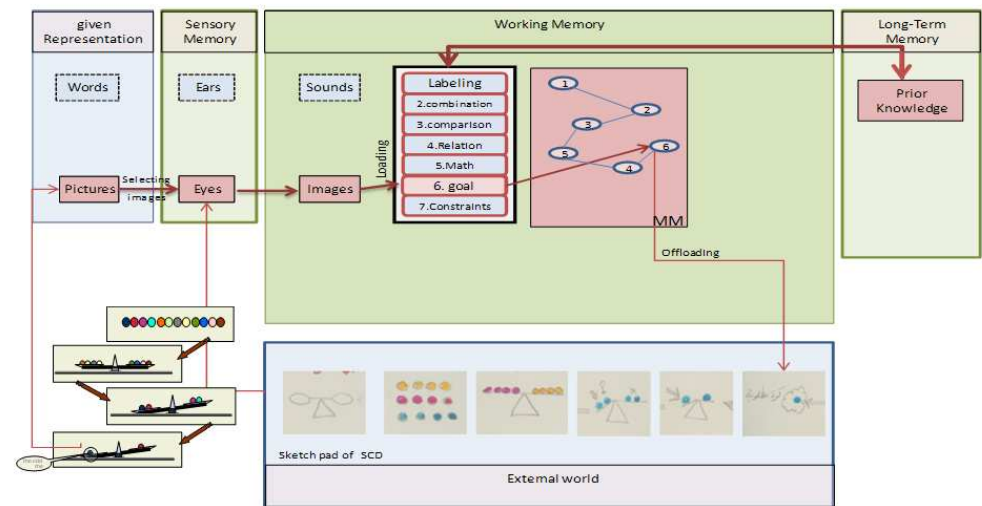 given
Representation
Sensory
Memory
Working Memory
Long-Term
Memory
Words
Ears
Sounds
Labeling
2.combination
3.comparison
4.Relation
5.Math
6. goal
7.Constraints
Loading
1
2
3
5
4
6
MM
Prior
Knowledge
Pictures
Selecting
images
Eyes
Images
Offloading
Sketch pad of SCD
External world